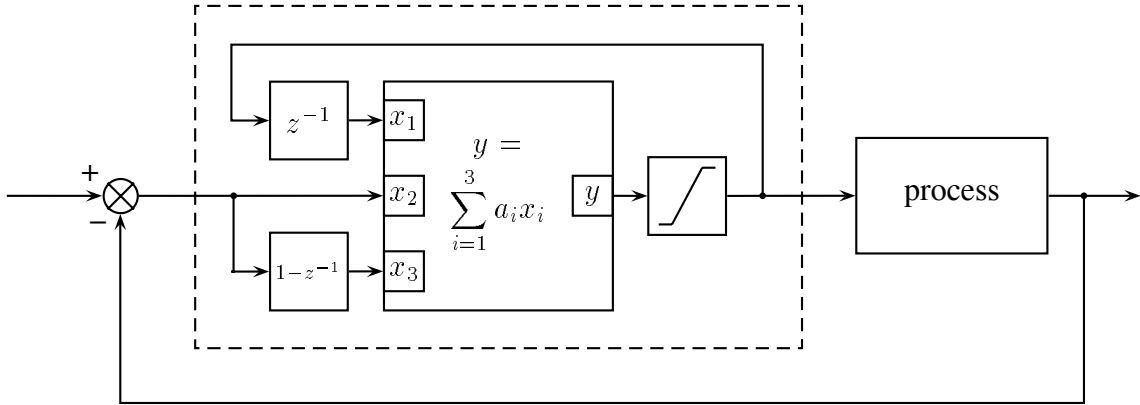 +
−
z⁻¹
1−z⁻¹
x₁
x₂
x₃
y =
3
∑ aᵢxᵢ
i=1
y
process